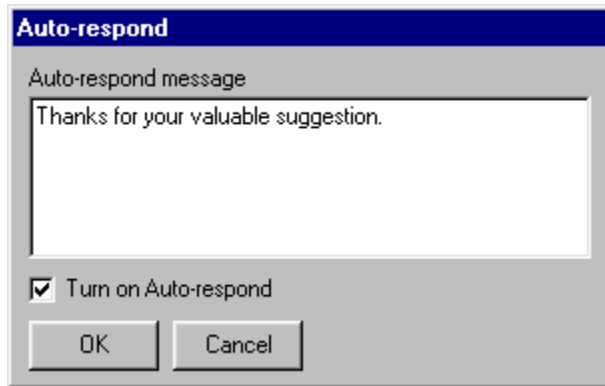 Auto-respond
Auto-respond message
Thanks for your valuable suggestion.
Turn on Auto-respond
OK
Cancel